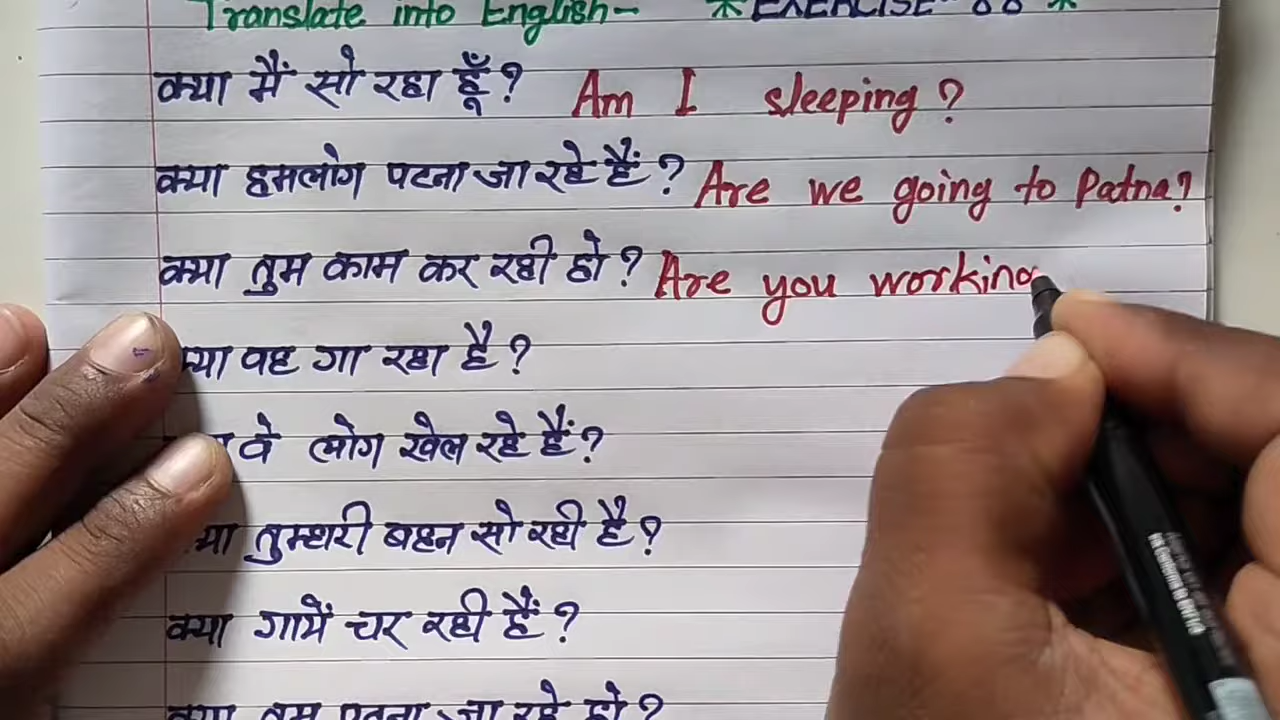 Translate into English- * EXERCISE
क्या मैं सो रहा हूँ? Am I sleeping?
क्या हमलोग पटना जा रहे हैं? Are we going to Patna?
क्या तुम काम कर रही हो? Are you working
क्या वह गा रहा है?
वे लोग खेल रहे हैं?
तुम्हारी बहन सो रही है?
क्या गायें चर रही हैं?
क्या तुम जा रहे हो?